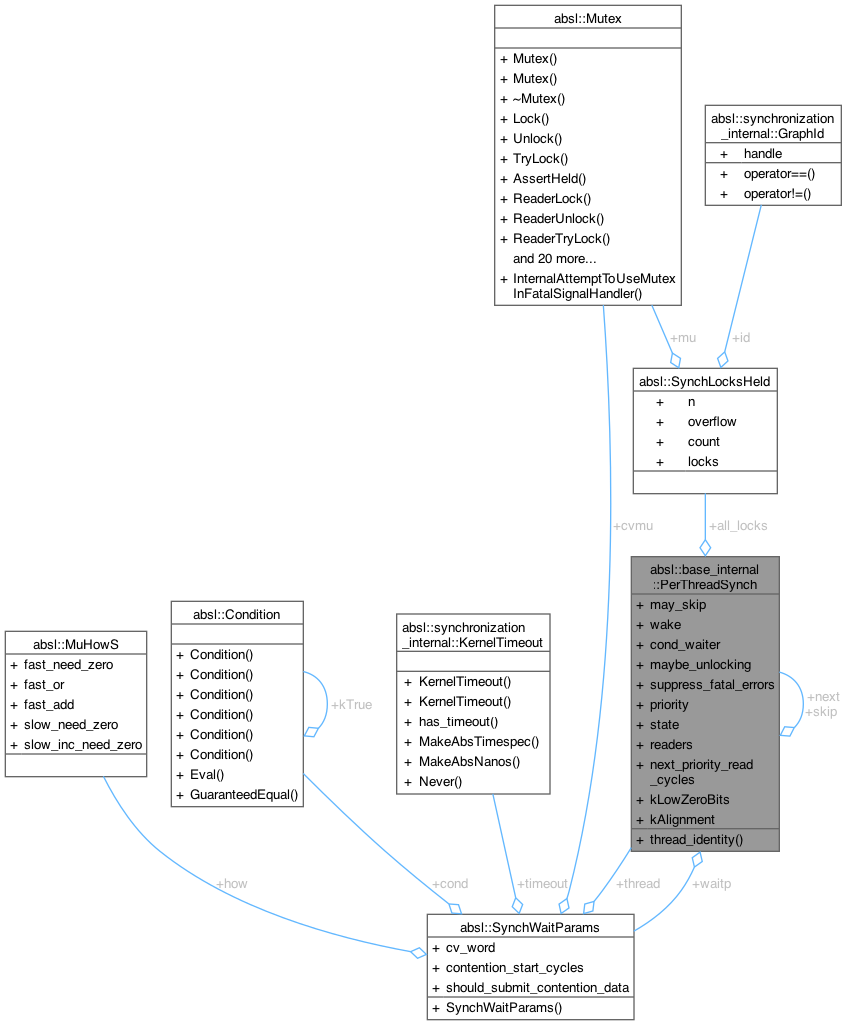 absl::Mutex
+ Mutex()
+ Mutex()
+ ~Mutex()
+ Lock()
+ Unlock()
+ TryLock()
+ AssertHeld()
+ ReaderLock()
+ ReaderUnlock()
+ ReaderTryLock()
and 20 more...
+ InternalAttemptToUseMutex
InFatalSignalHandler()
absl::synchronization
_internal::GraphId
+ handle
+ operator==()
+ operator!=()
+mu
+id
absl::SynchLocksHeld
+ n
+ overflow
+ count
+ locks
+cvmu
+all_locks
absl::base_internal
::PerThreadSynch
+ may_skip
+ wake
+ cond_waiter
+ maybe_unlocking
+ suppress_fatal_errors
+ priority
+ state
+ readers
+ next_priority_read
_cycles
+ kLowZeroBits
+ kAlignment
+ thread_identity()
+next
+skip
absl::MuHowS
+ fast_need_zero
+ fast_or
+ fast_add
+ slow_need_zero
+ slow_inc_need_zero
absl::Condition
+ Condition()
+ Condition()
+ Condition()
+ Condition()
+ Condition()
+ Condition()
+ Eval()
+ GuaranteedEqual()
+kTrue
absl::synchronization
_internal::KernelTimeout
+ KernelTimeout()
+ KernelTimeout()
+ has_timeout()
+ MakeAbsTimespec()
+ MakeAbsNanos()
+ Never()
+how
+cond
+timeout
+thread
+waitp
absl::SynchWaitParams
+ cv_word
+ contention_start_cycles
+ should_submit_contention_data
+ SynchWaitParams()